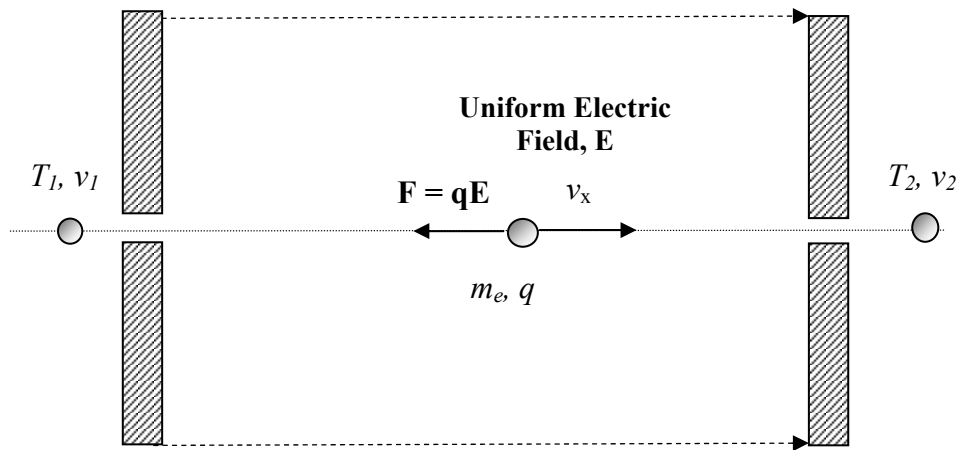 Uniform Electric
Field, E
T1, v1
F = qE
vx
T2, v2
me, q